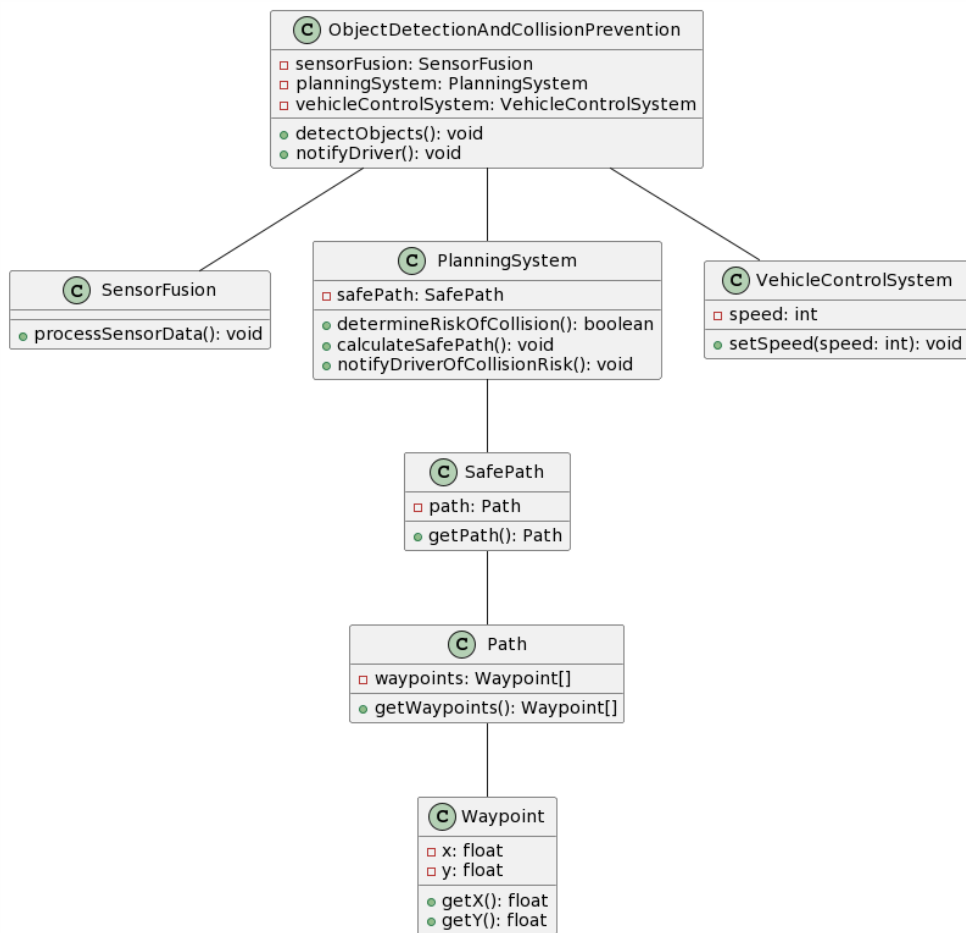 C ObjectDetectionAndCollisionPrevention
sensorFusion: SensorFusion
planningSystem: PlanningSystem
vehicleControlSystem: VehicleControlSystem
detectObjects(): void
notifyDriver(): void
C SensorFusion
processSensorData(): void
C PlanningSystem
safePath: SafePath
determineRiskOfCollision(): boolean
calculateSafePath(): void
notifyDriverOfCollisionRisk(): void
C VehicleControlSystem
speed: int
setSpeed(speed: int): void
C SafePath
path: Path
getPath(): Path
C Path
waypoints: Waypoint[]
getWaypoints(): Waypoint[]
C Waypoint
x: float
y: float
getX(): float
getY(): float